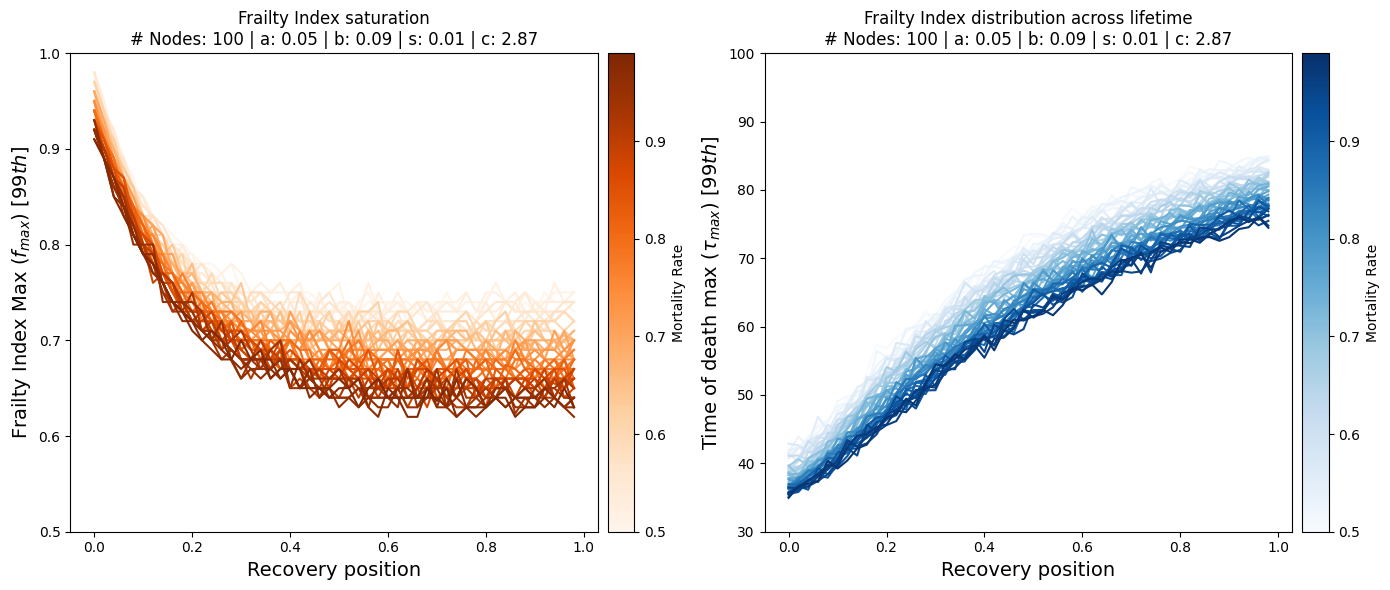 Frailty Index saturation
# Nodes: 100 | a: 0.05 | b: 0.09 | s: 0.01 | c: 2.87
Frailty Index Max (f_max) [99th]
1.0
0.9
0.8
0.7
0.6
0.5
0.0 0.2 0.4 0.6 0.8 1.0
Recovery position
0.9
0.8
0.7
0.6
0.5
Mortality Rate
Frailty Index distribution across lifetime
# Nodes: 100 | a: 0.05 | b: 0.09 | s: 0.01 | c: 2.87
Time of death max (τ_max) [99th]
100
90
80
70
60
50
40
30
0.0 0.2 0.4 0.6 0.8 1.0
Recovery position
0.9
0.8
0.7
0.6
0.5
Mortality Rate